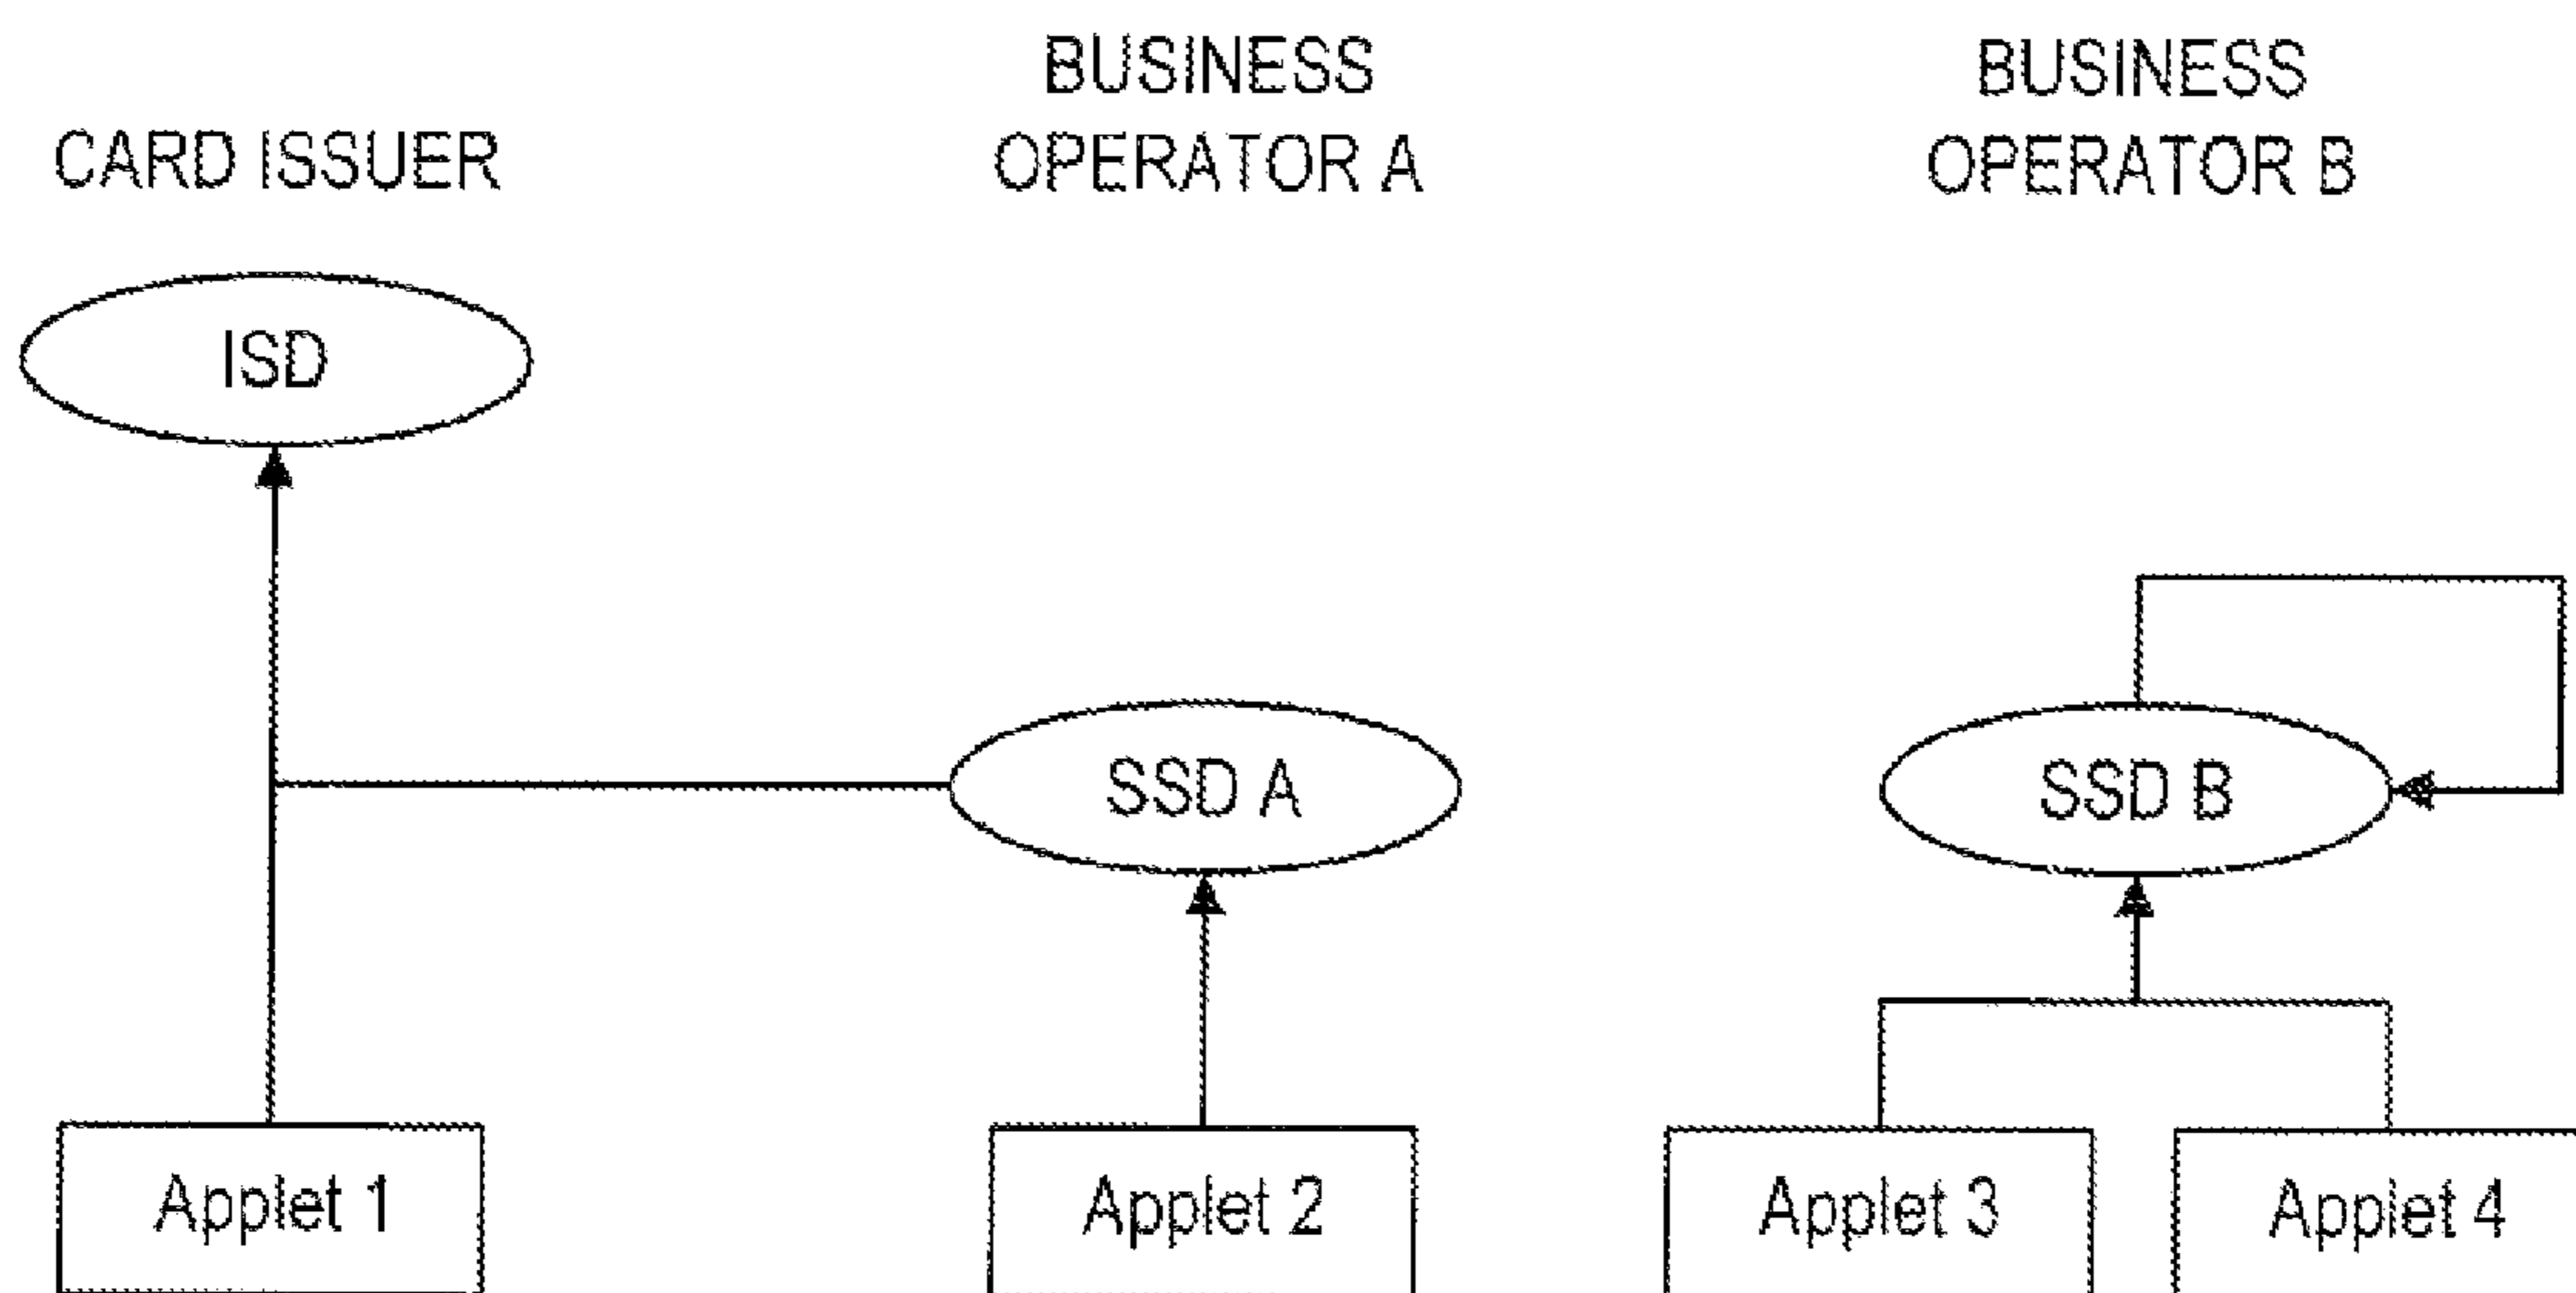 CARD ISSUER
BUSINESS
OPERATOR A
BUSINESS
OPERATOR B
ISD
SSD A
SSD B
Applet 1
Applet 2
Applet 3
Applet 4